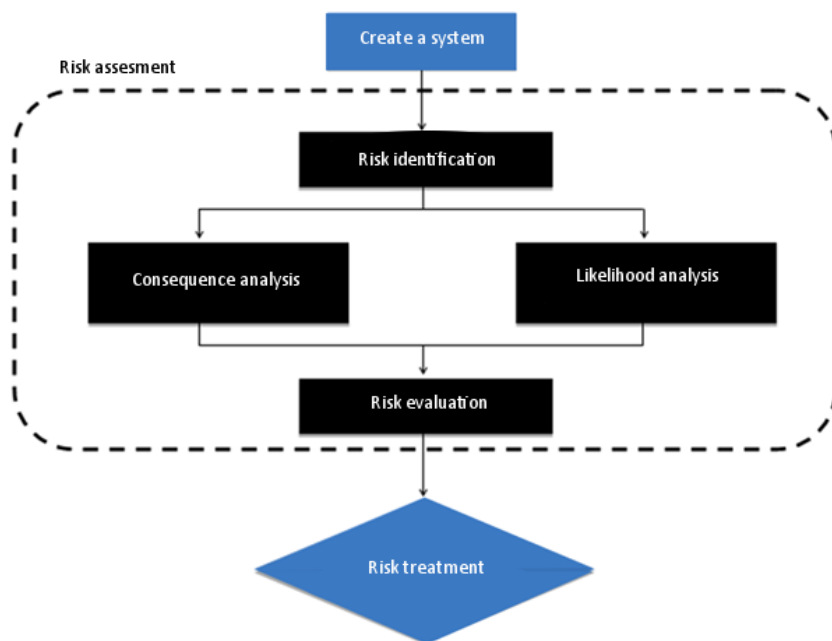 Create a system
Risk assesment
Risk identification
Consequence analysis
Likelihood analysis
Risk evaluation
Risk treatment